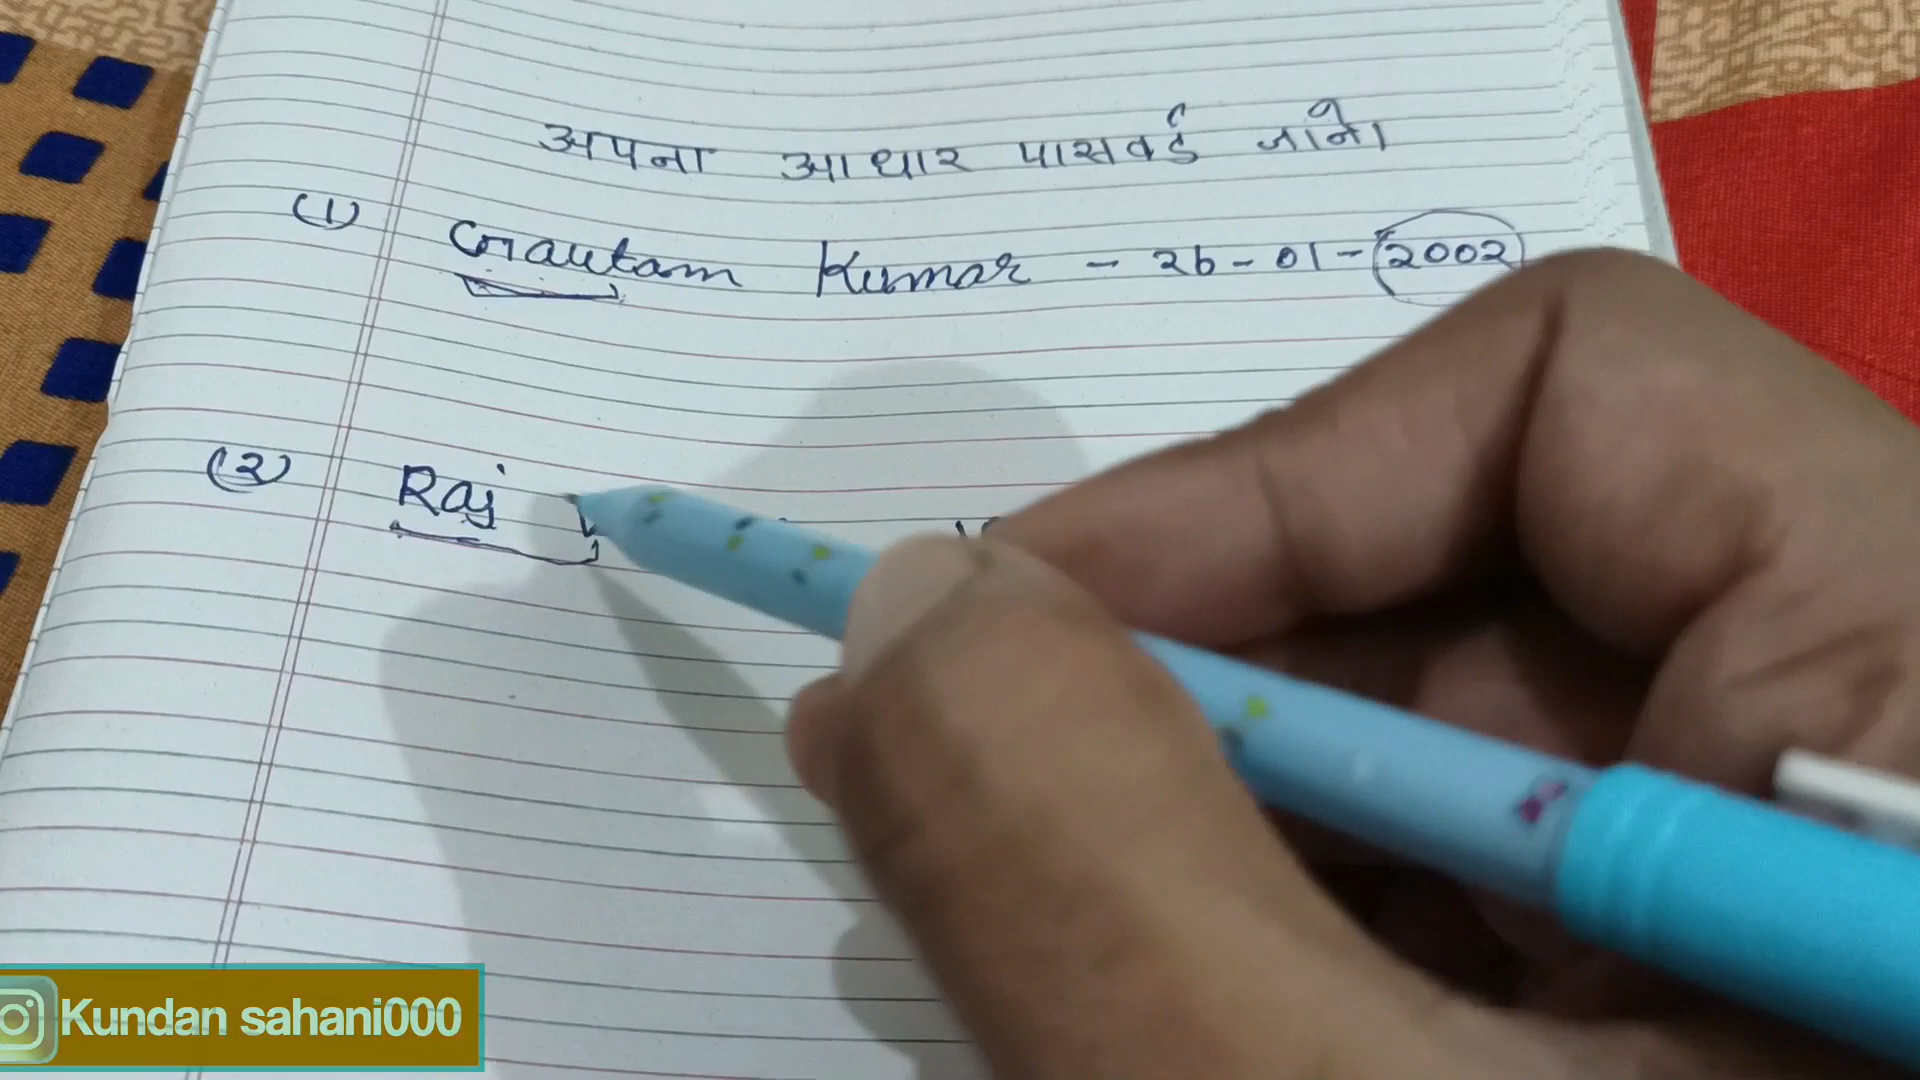 अपना आधार पासवर्ड जाने।
(1) Gautam Kumar - 26-01-2002
(2) Raj
Kundan sahani000